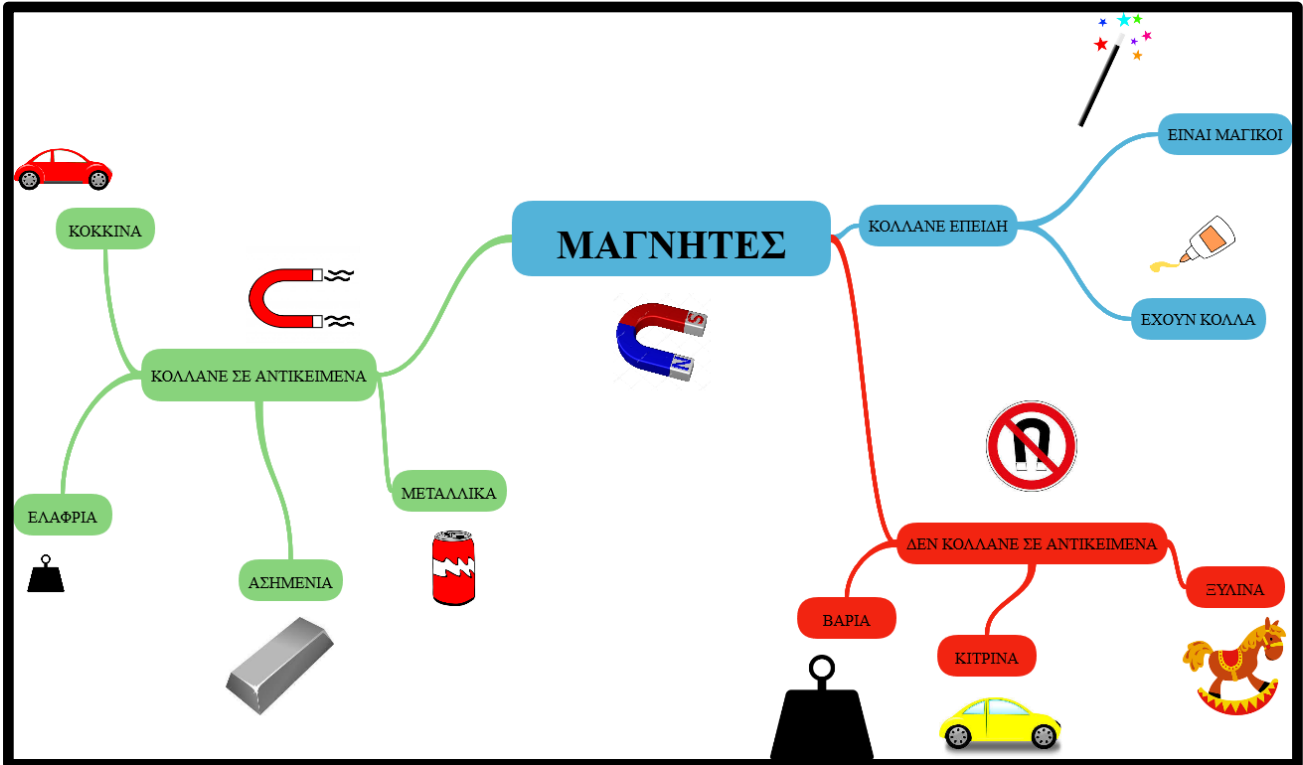 ΜΑΓΝΗΤΕΣ
ΚΟΛΛΑΝΕ ΕΠΕΙΔΗ
ΕΙΝΑΙ ΜΑΓΙΚΟΙ
ΕΧΟΥΝ ΚΟΛΛΑ
ΚΟΛΛΑΝΕ ΣΕ ΑΝΤΙΚΕΙΜΕΝΑ
ΚΟΚΚΙΝΑ
ΕΛΑΦΡΙΑ
ΑΣΗΜΕΝΙΑ
ΜΕΤΑΛΛΙΚΑ
ΔΕΝ ΚΟΛΛΑΝΕ ΣΕ ΑΝΤΙΚΕΙΜΕΝΑ
ΒΑΡΙΑ
ΚΙΤΡΙΝΑ
ΞΥΛΙΝΑ
S
N